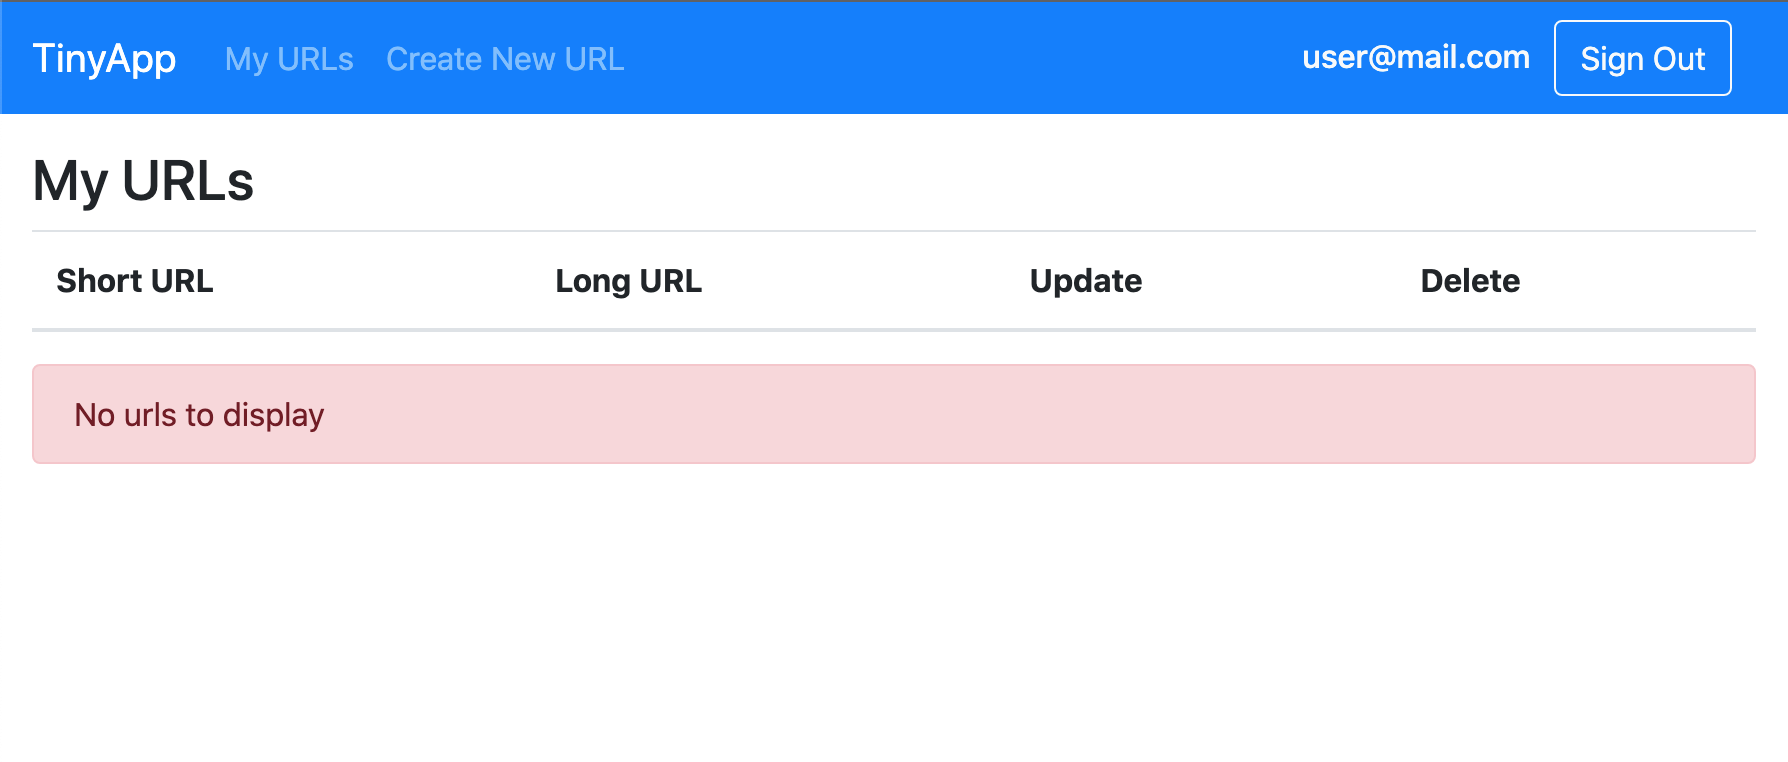 TinyApp My URLs Create New URL user@mail.com Sign Out
My URLs
Short URL Long URL Update Delete
No urls to display